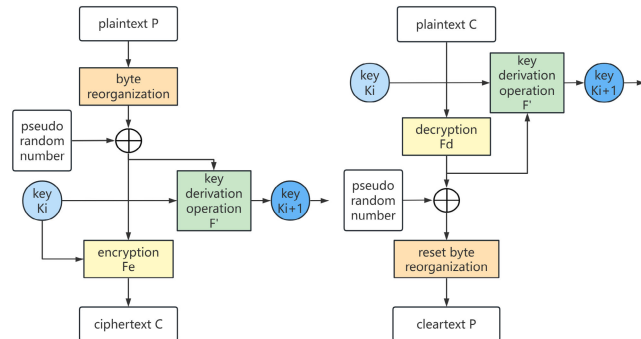 plaintext P
byte
reorganization
pseudo
random
number
key
Ki
key
derivation
operation
F'
key
Ki+1
encryption
Fe
ciphertext C
plaintext C
key
Ki
key
derivation
operation
F'
key
Ki+1
decryption
Fd
pseudo
random
number
reset byte
reorganization
cleartext P